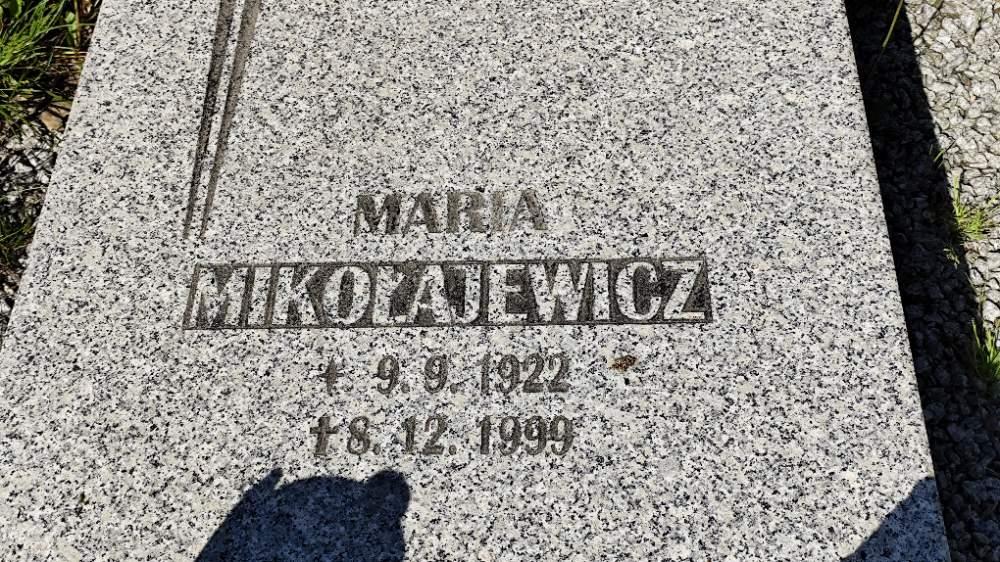 MARIA
MIKOŁAJEWICZ
* 9. 9. 1922
† 8. 12. 1999